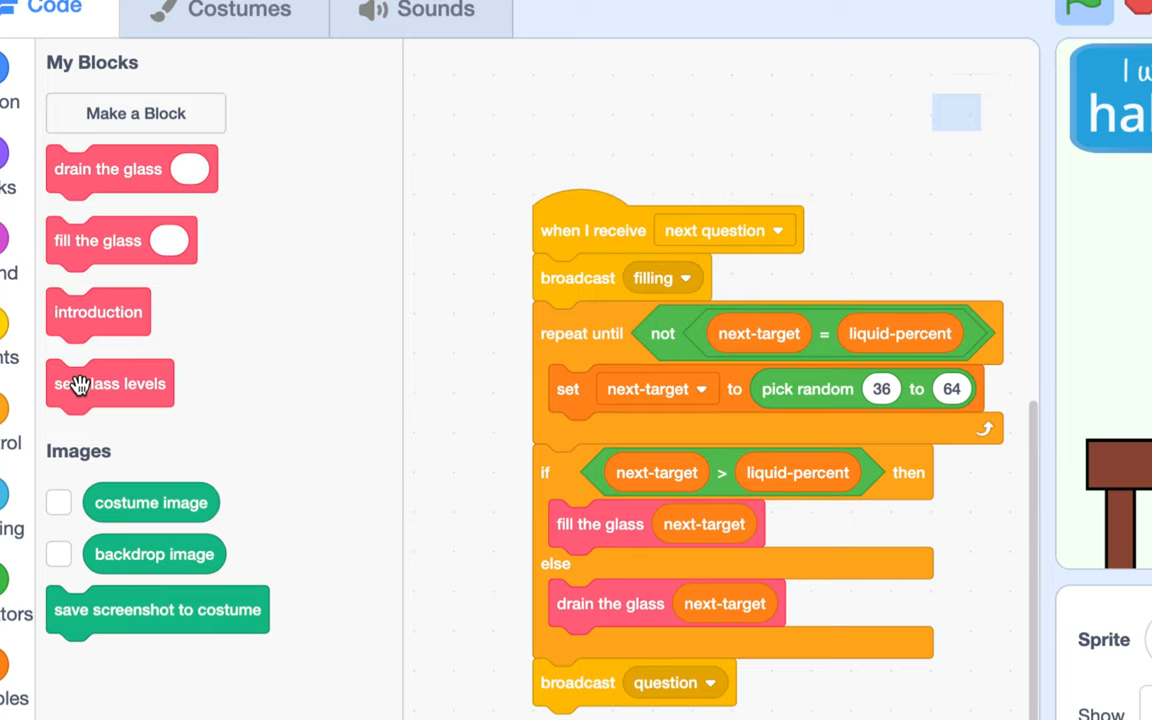 Code
Costumes
Sounds
My Blocks
Make a Block
drain the glass
fill the glass
introduction
Images
costume image
backdrop image
save screenshot to costume
when I receive next question
broadcast filling
repeat until not next-target = liquid-percent
set next-target to pick random 36 to 64
if next-target > liquid-percent then
fill the glass next-target
else
drain the glass next-target
broadcast question
I
Sprite
Show